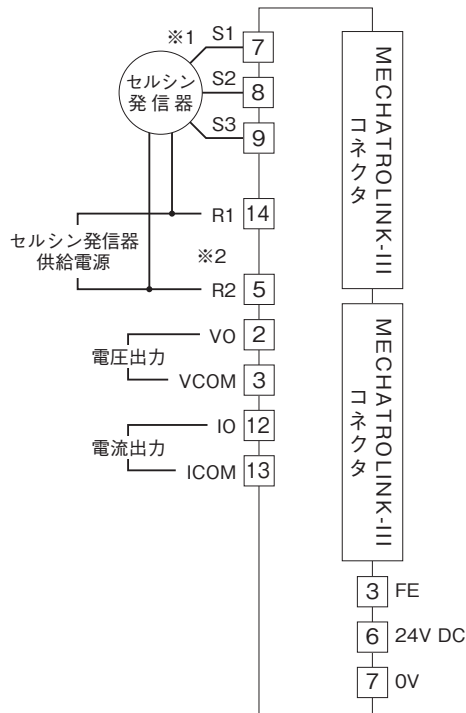 ※1
S1
7
セルシン
発信器
S2
8
S3
9
R1
14
セルシン発信器
供給電源
※2
R2
5
VO
2
電圧出力
VCOM
3
IO
12
電流出力
ICOM
13
MECHATROLINK-III
コネクタ
MECHATROLINK-III
コネクタ
3 FE
6 24V DC
7 0V